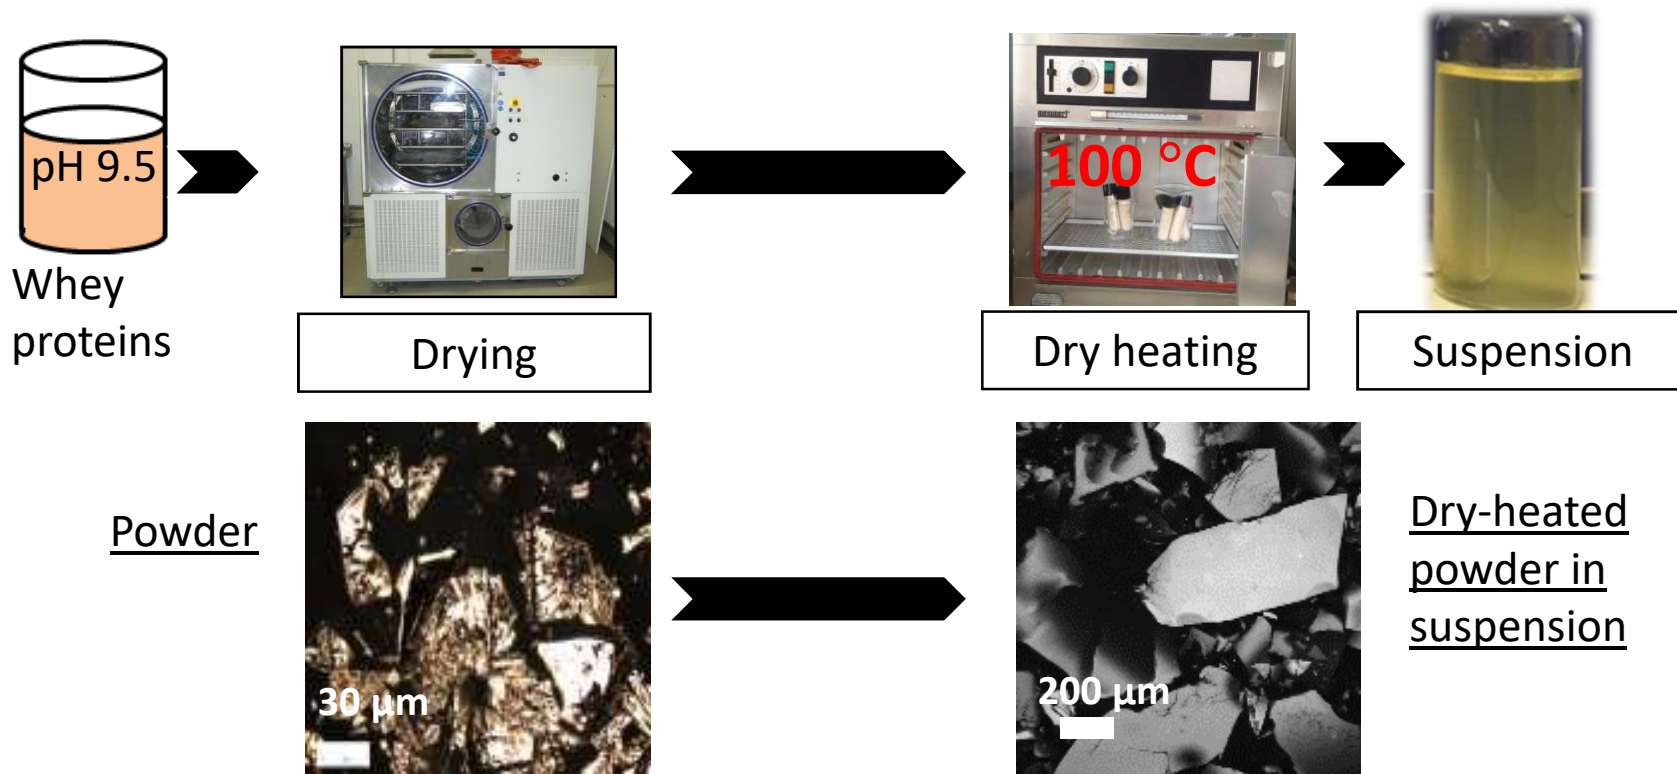 pH 9.5
Whey
proteins
Drying
100 °C
Dry heating
Suspension
Powder
30 µm
200 µm
Dry-heated
powder in
suspension